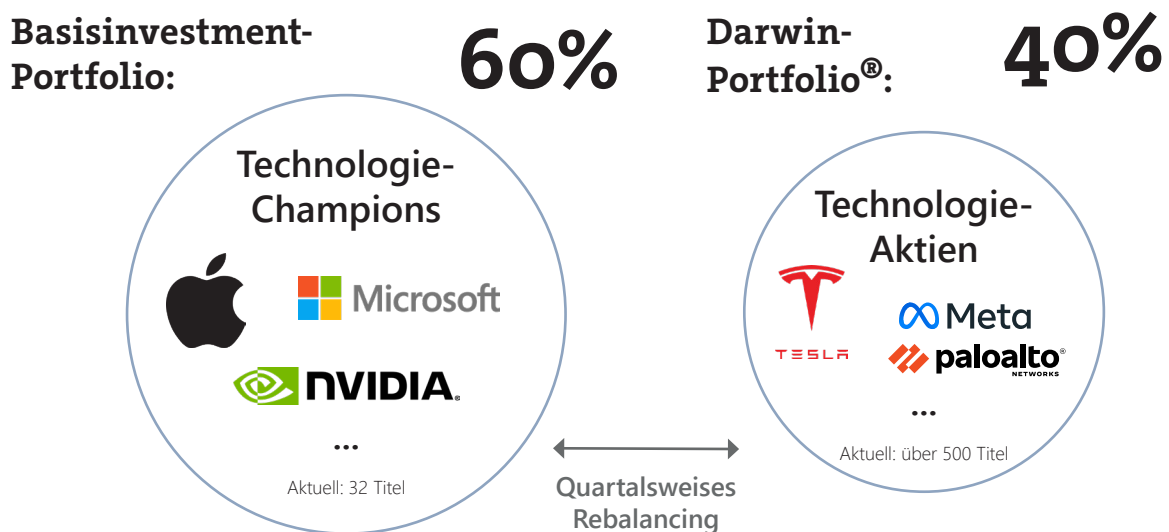 Basisinvestment-
Portfolio:
60%
Darwin-
Portfolio®:
40%
Technologie-
Champions
Microsoft
NVIDIA.
...
Aktuell: 32 Titel
Technologie-
Aktien
TESLA
Meta
paloalto®
NETWORKS
...
Aktuell: über 500 Titel
Quartalsweises
Rebalancing